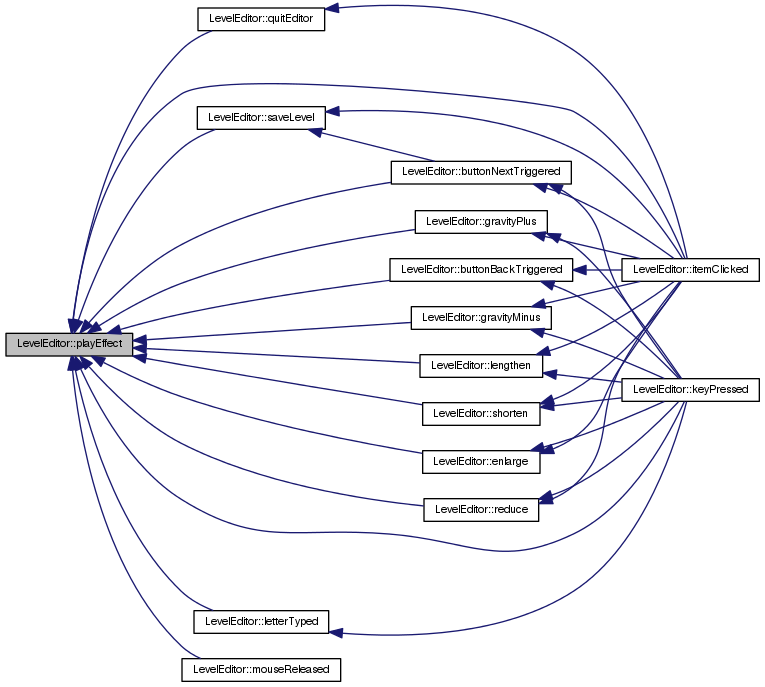 LevelEditor::quitEditor
LevelEditor::saveLevel
LevelEditor::buttonNextTriggered
LevelEditor::gravityPlus
LevelEditor::buttonBackTriggered
LevelEditor::itemClicked
LevelEditor::gravityMinus
LevelEditor::playEffect
LevelEditor::lengthen
LevelEditor::keyPressed
LevelEditor::shorten
LevelEditor::enlarge
LevelEditor::reduce
LevelEditor::letterTyped
LevelEditor::mouseReleased